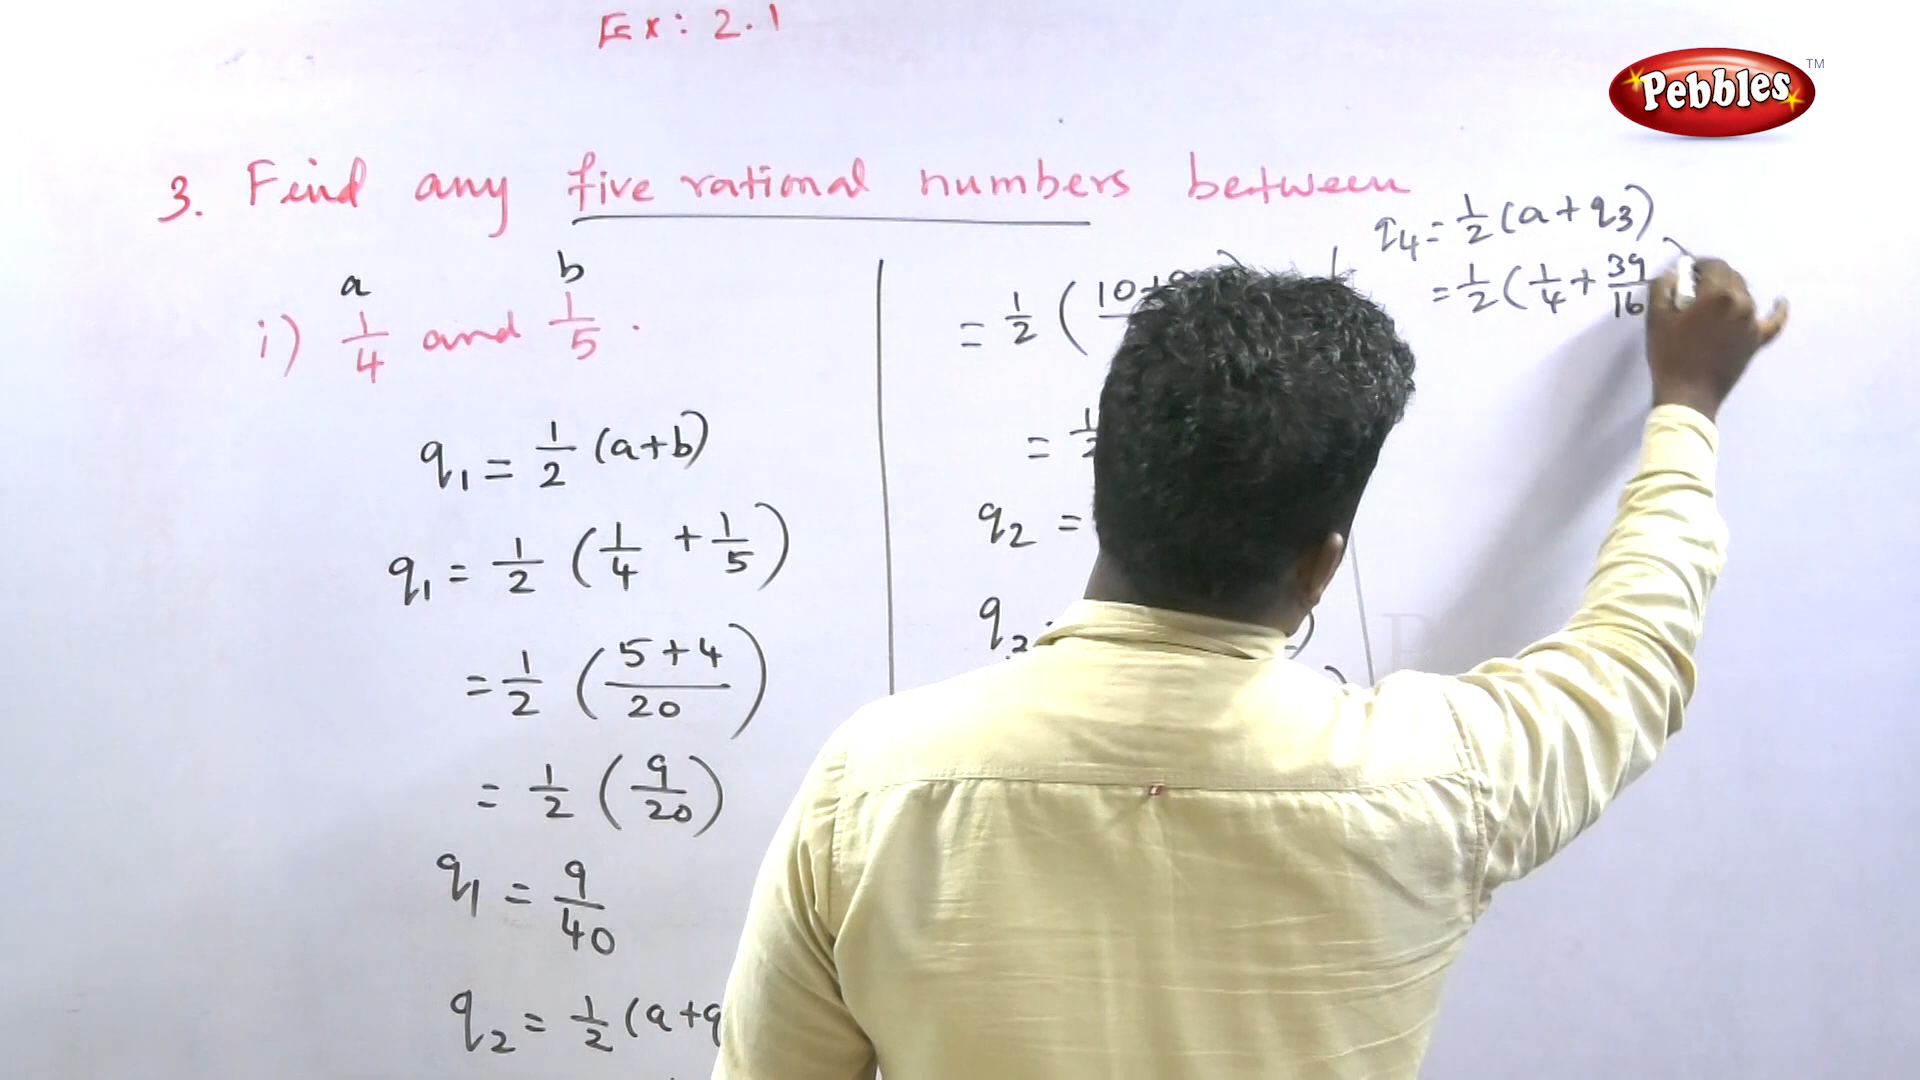 Ex: 2.1
Pebbles TM
3. Find any five rational numbers between
a b
i) 1/4 and 1/5 .
q1 = 1/2 (a+b)
q1 = 1/2 (1/4 + 1/5)
= 1/2 (5+4/20)
= 1/2 (9/20)
q1 = 9/40
q2 = 1/2 (a+q
= 1/2 (10+
=
q2 =
q3
q4 = 1/2 (a + q3)
= 1/2 (1/4 + 39/16